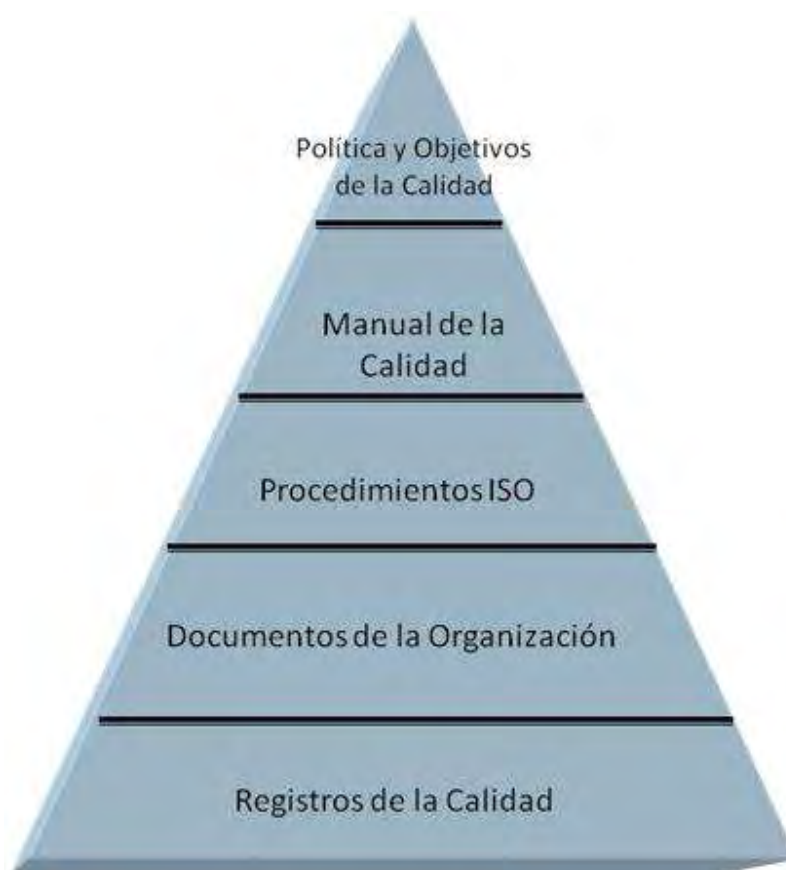 Política y Objetivos
de la Calidad
Manual de la
Calidad
Procedimientos ISO
Documentos de la Organización
Registros de la Calidad